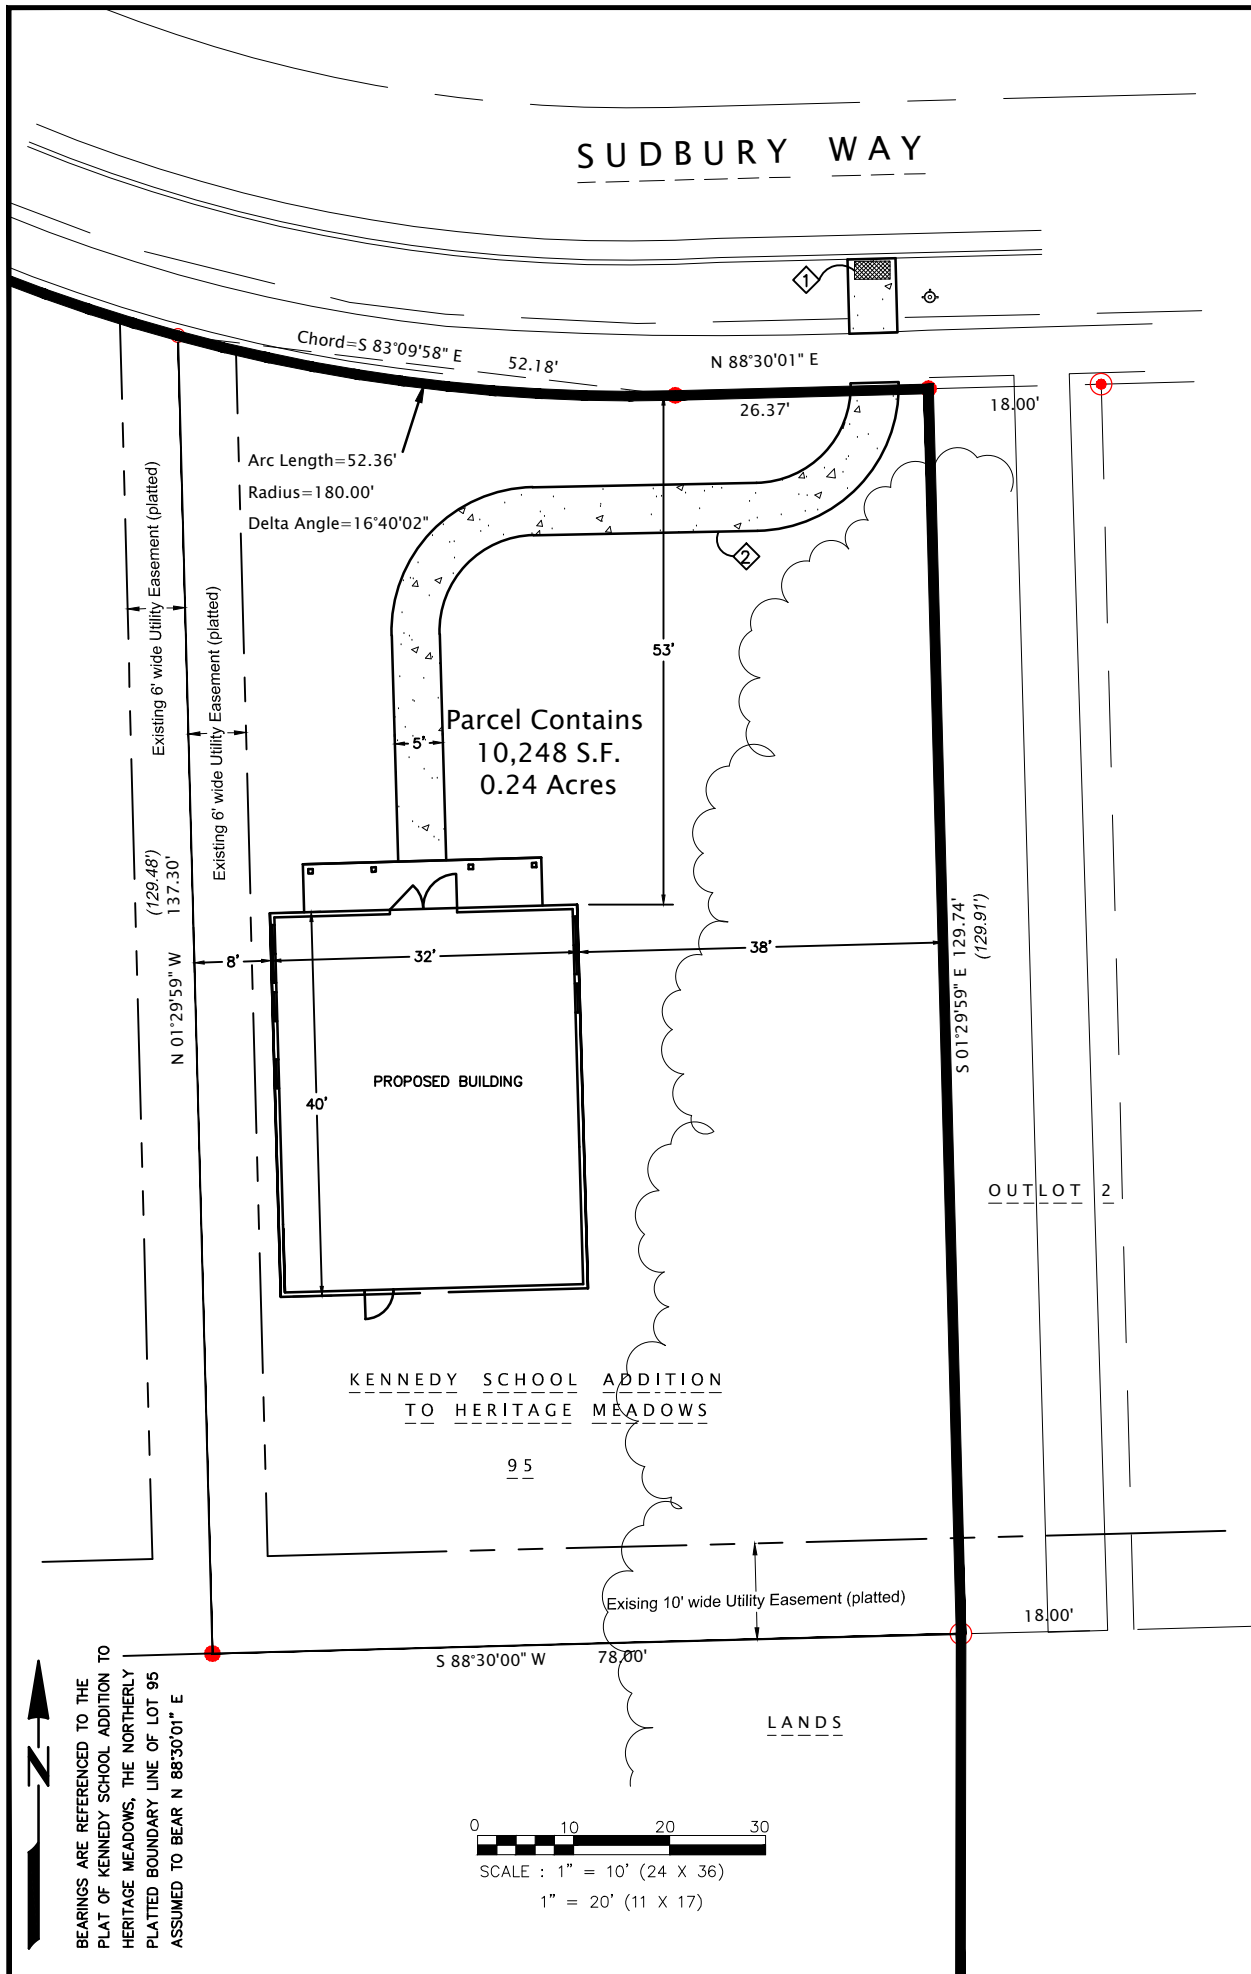 SUDBURY WAY
1
Chord=S 83°09'58" E
52.18'
N 88°30'01" E
26.37'
18.00'
Arc Length=52.36'
Radius=180.00'
Delta Angle=16°40'02"
2
Existing 6' wide Utility Easement (platted)
Existing 6' wide Utility Easement (platted)
53'
5'
Parcel Contains
10,248 S.F.
0.24 Acres
(129.48')
137.30'
N 01°29'59" W
8'
32'
38'
S 01°29'59" E 129.74'
(129.91')
PROPOSED BUILDING
40'
OUTLOT 2
KENNEDY SCHOOL ADDITION
TO HERITAGE MEADOWS
95
Exising 10' wide Utility Easement (platted)
18.00'
S 88°30'00" W
78.00'
LANDS
N
BEARINGS ARE REFERENCED TO THE
PLAT OF KENNEDY SCHOOL ADDITION TO
HERITAGE MEADOWS, THE NORTHERLY
PLATTED BOUNDARY LINE OF LOT 95
ASSUMED TO BEAR N 88°30'01" E
0 10 20 30
SCALE : 1" = 10' (24 X 36)
1" = 20' (11 X 17)